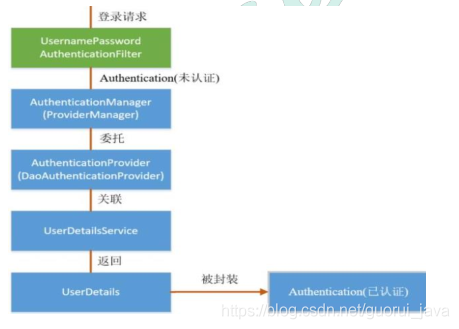 登录请求
UsernamePassword
AuthenticationFilter
Authentication(未认证)
AuthenticationManager
(ProviderManager)
委托
AuthenticationProvider
(DaoAuthenticationProvider)
关联
UserDetailsService
返回
UserDetails
被封装
Authentication(已认证)
https://blog.csdn.net/guorui_java